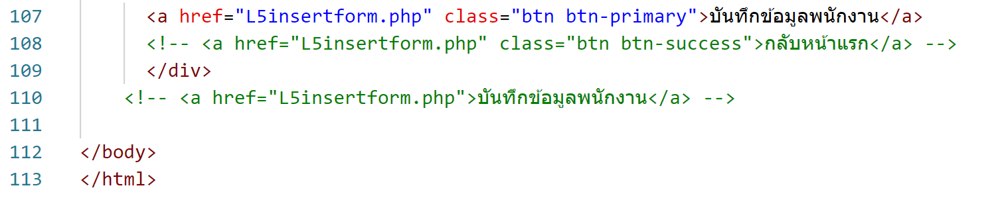 107 <a href="L5insertform.php" class="btn btn-primary">บันทึกข้อมูลพนักงาน</a>
108 <!-- <a href="L5insertform.php" class="btn btn-success">กลับหน้าแรก</a> -->
109 </div>
110 <!-- <a href="L5insertform.php">บันทึกข้อมูลพนักงาน</a> -->
111
112 </body>
113 </html>